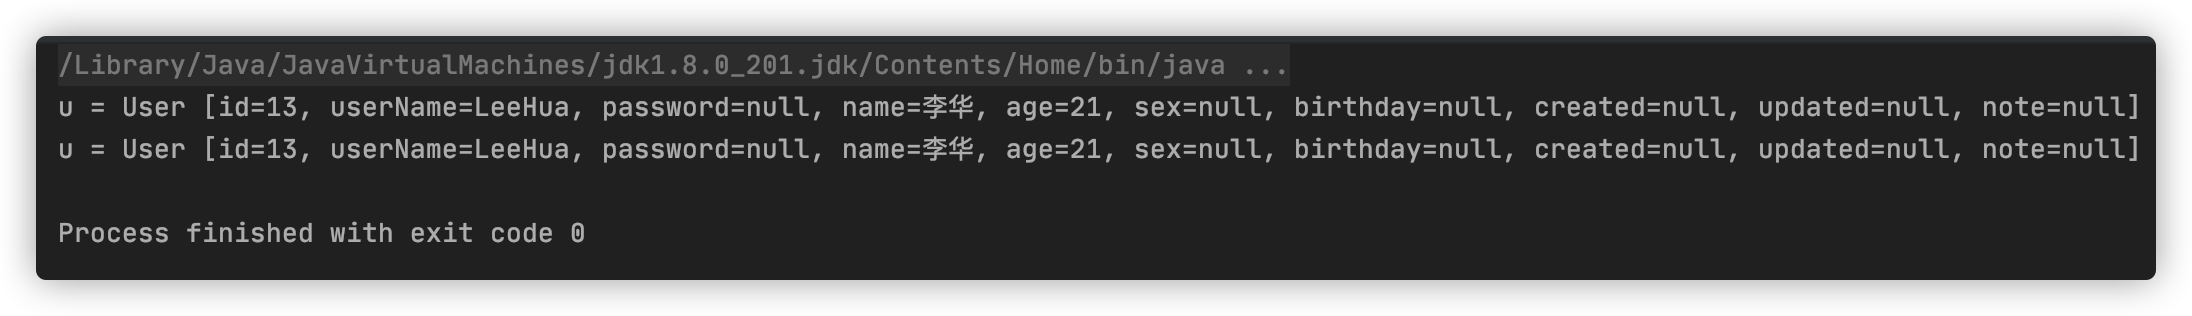 /Library/Java/JavaVirtualMachines/jdk1.8.0_201.jdk/Contents/Home/bin/java ...
u = User [id=13, userName=LeeHua, password=null, name=李华, age=21, sex=null, birthday=null, created=null, updated=null, note=null]
u = User [id=13, userName=LeeHua, password=null, name=李华, age=21, sex=null, birthday=null, created=null, updated=null, note=null]
Process finished with exit code 0